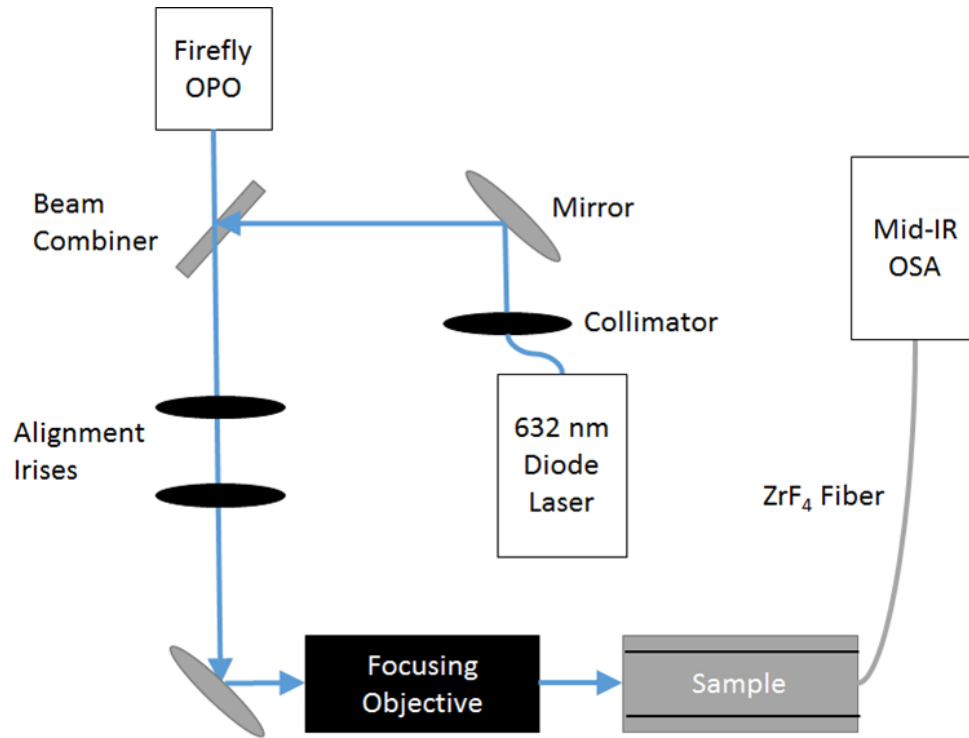 Firefly
OPO
Beam
Combiner
Mirror
Mid-IR
OSA
Collimator
Alignment
Irises
632 nm
Diode
Laser
ZrF₄ Fiber
Focusing
Objective
Sample